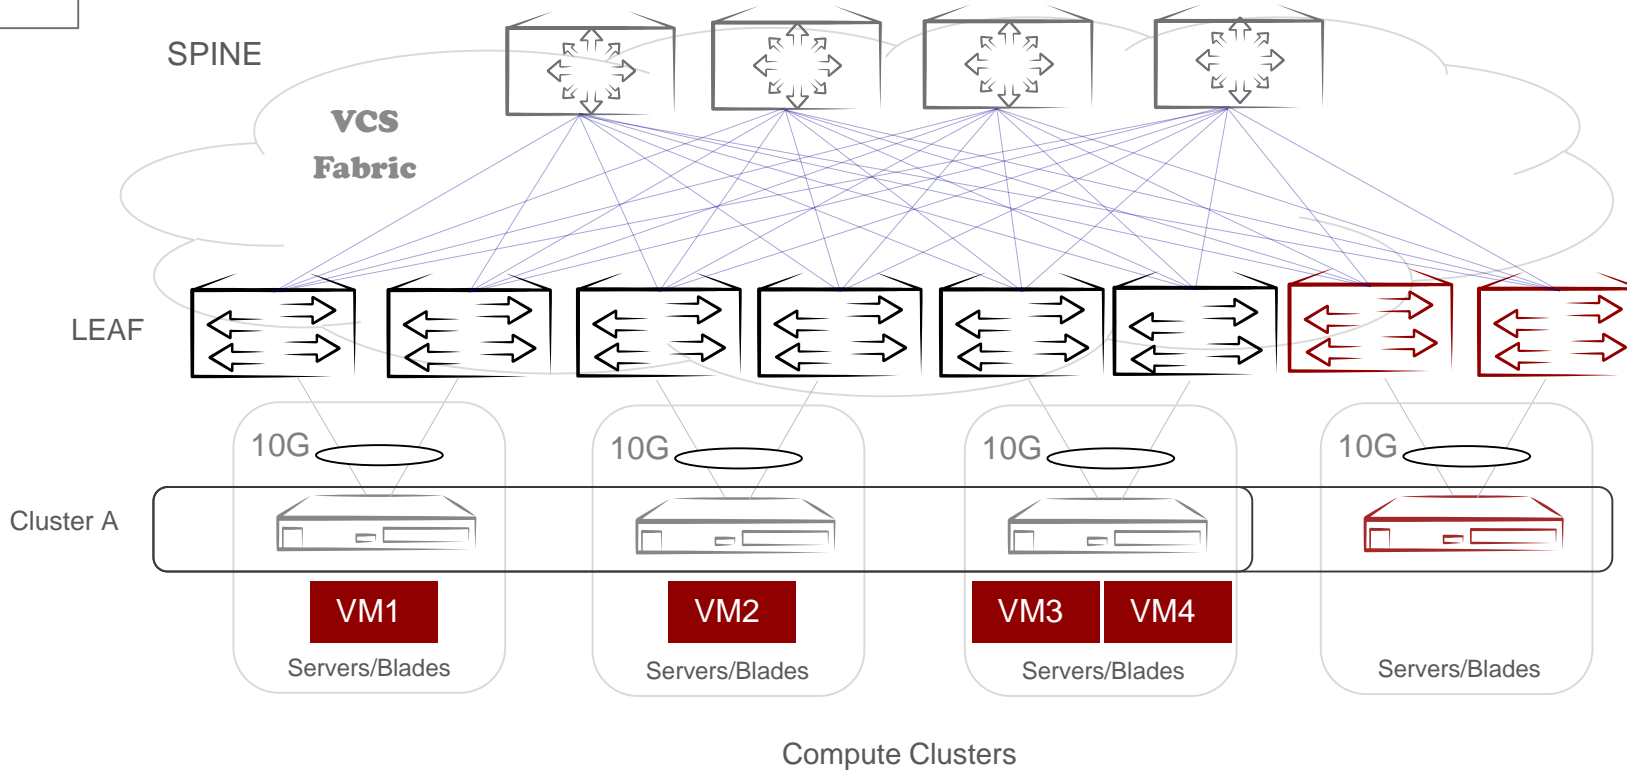 SPINE
VCS
Fabric
LEAF
10G
10G
10G
10G
Cluster A
VM1
VM2
VM3
VM4
Servers/Blades
Servers/Blades
Servers/Blades
Servers/Blades
Compute Clusters